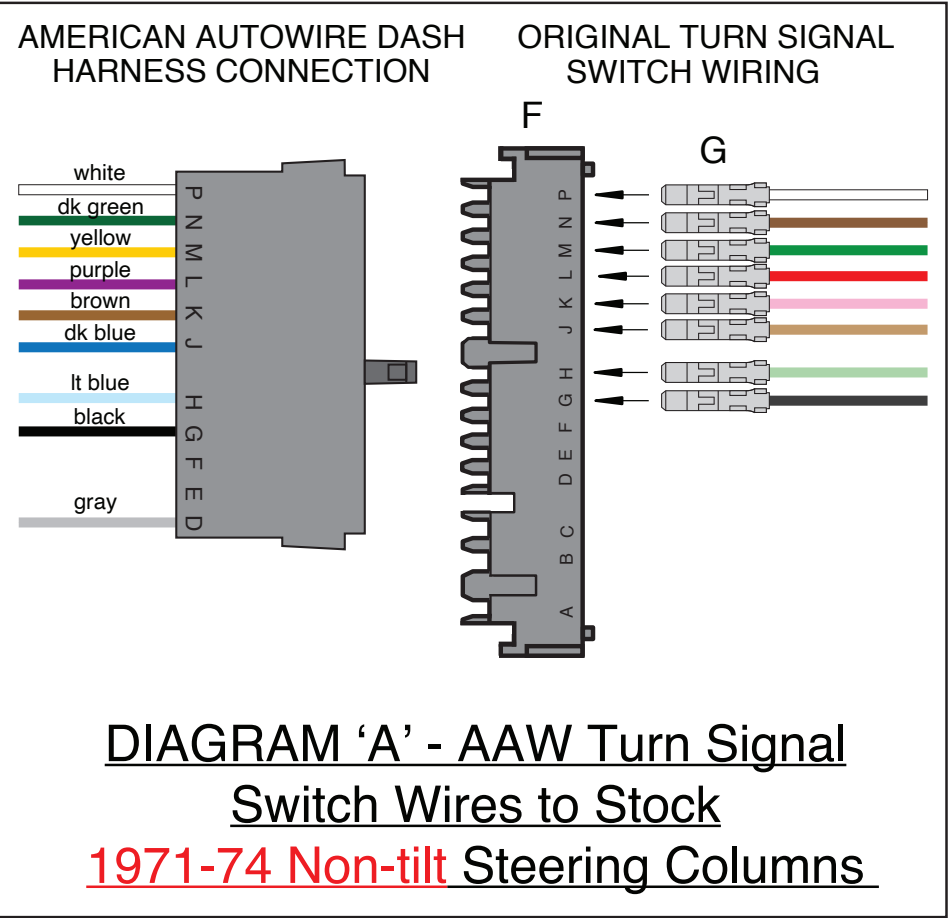 AMERICAN AUTOWIRE DASH
HARNESS CONNECTION
ORIGINAL TURN SIGNAL
SWITCH WIRING
F
G
white
dk green
yellow
purple
brown
dk blue
lt blue
black
gray
P
N
M
L
K
J
H
G
F
E
D
P
N
M
L
K
J
H
G
F
E
D
C
B
A
DIAGRAM ‘A’ - AAW Turn Signal
Switch Wires to Stock
1971-74 Non-tilt Steering Columns